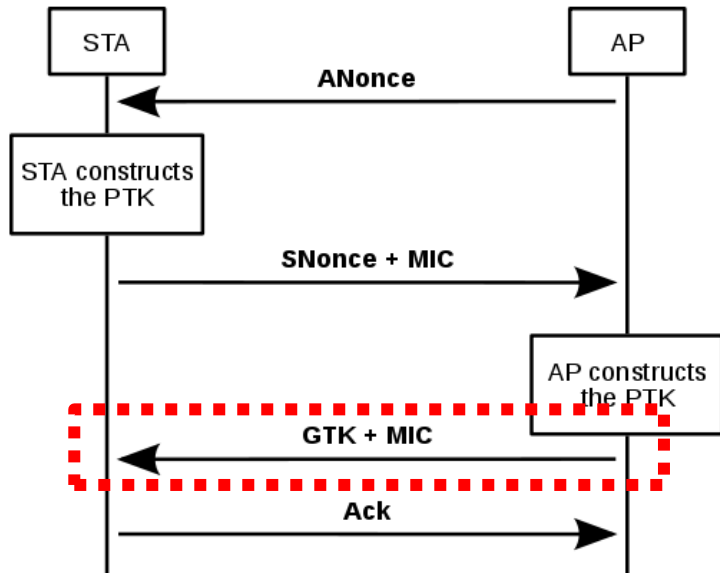 STA
AP
ANonce
STA constructs
the PTK
SNonce + MIC
AP constructs
the PTK
GTK + MIC
Ack